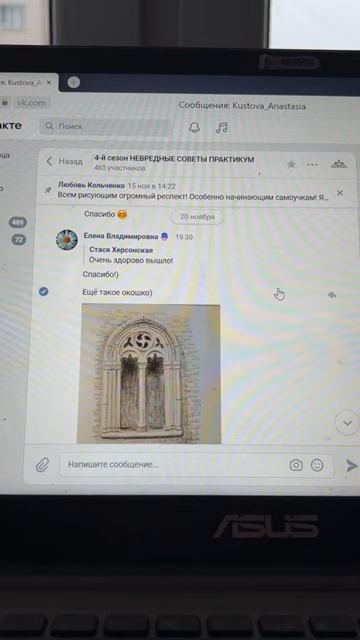 я: Kustova_A
vk.com
Сообщения: Kustova_Anastasia
акте
Поиск
Назад
4-й сезон НЕВРЕДНЫЕ СОВЕТЫ ПРАКТИКУМ
465 участников
Любовь Кольченко 15 ноя в 14:22
Всем рисующим огромный респект! Особенно начинающим самоучкам! Я...
Спасибо
20 ноября
489
72
Елена Владимировна 19:30
Стася Херсонская
Очень здорово вышло!
Спасибо!)
Ещё такое окошко)
Напишите сообщение...
ASUS